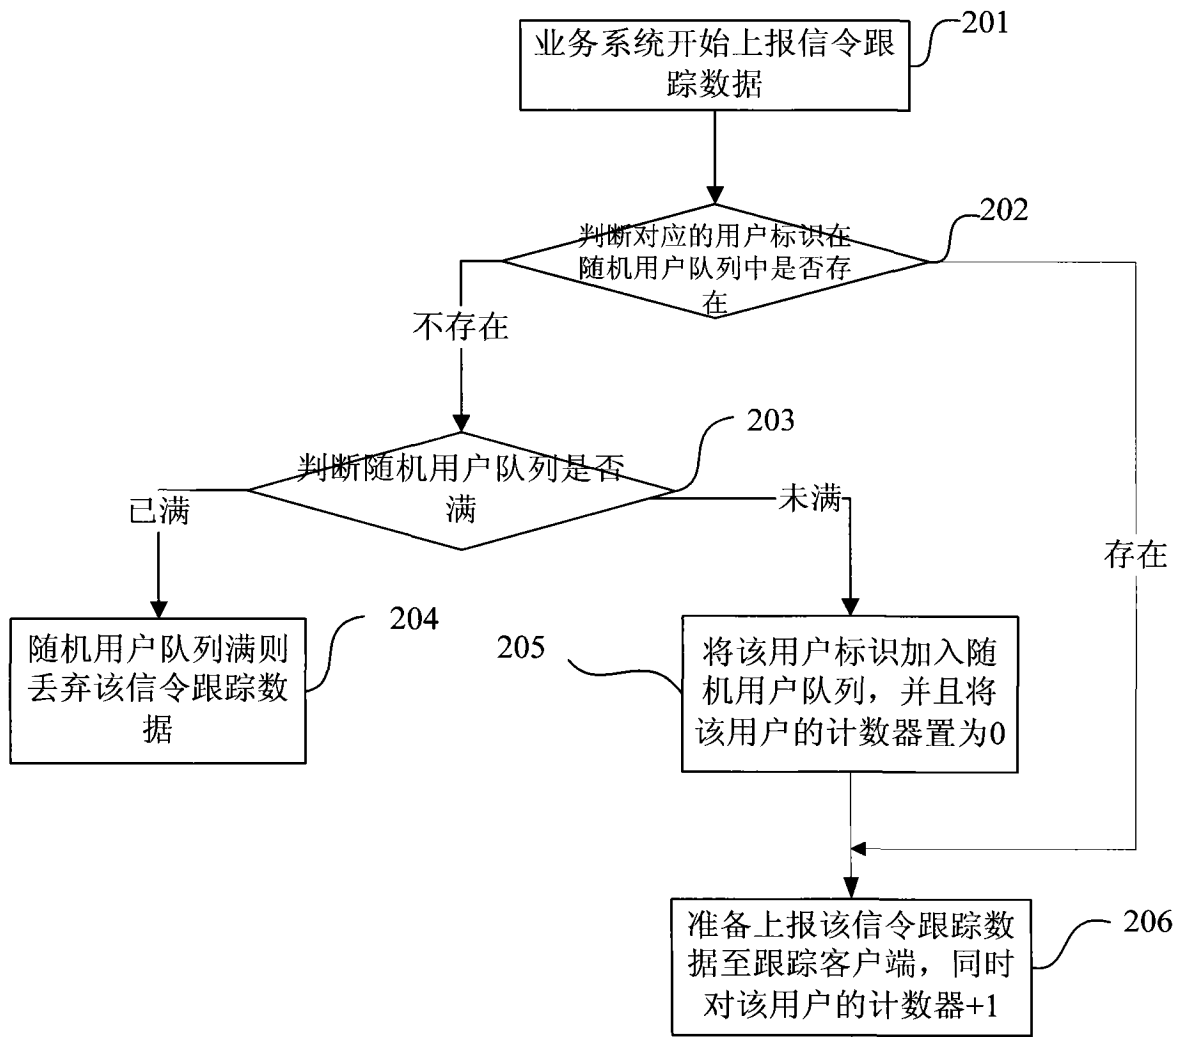 201
业务系统开始上报信令跟
踪数据
202
判断对应的用户标识在
随机用户队列中是否存
在
不存在
203
判断随机用户队列是否
满
已满
未满
存在
204
随机用户队列满则
丢弃该信令跟踪数
据
205
将该用户标识加入随
机用户队列，并且将
该用户的计数器置为0
准备上报该信令跟踪数
据至跟踪客户端，同时
对该用户的计数器+1
206